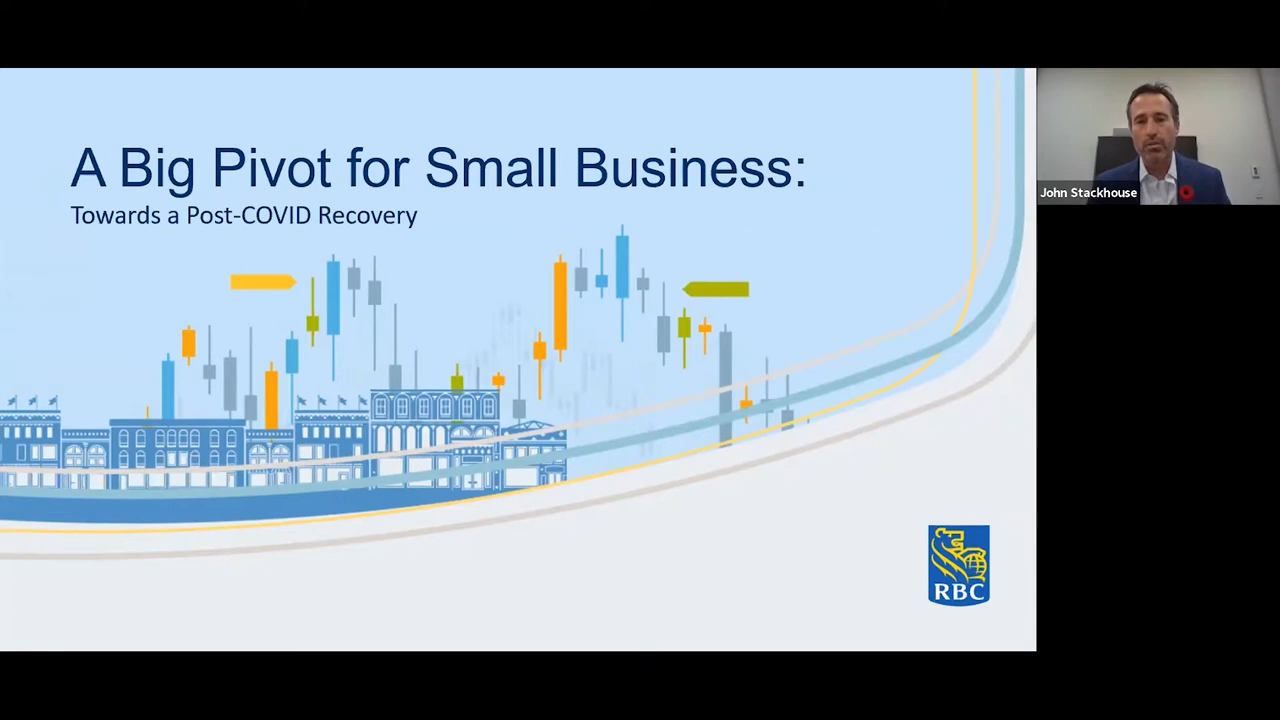 A Big Pivot for Small Business:
Towards a Post-COVID Recovery
John Stackhouse
RBC